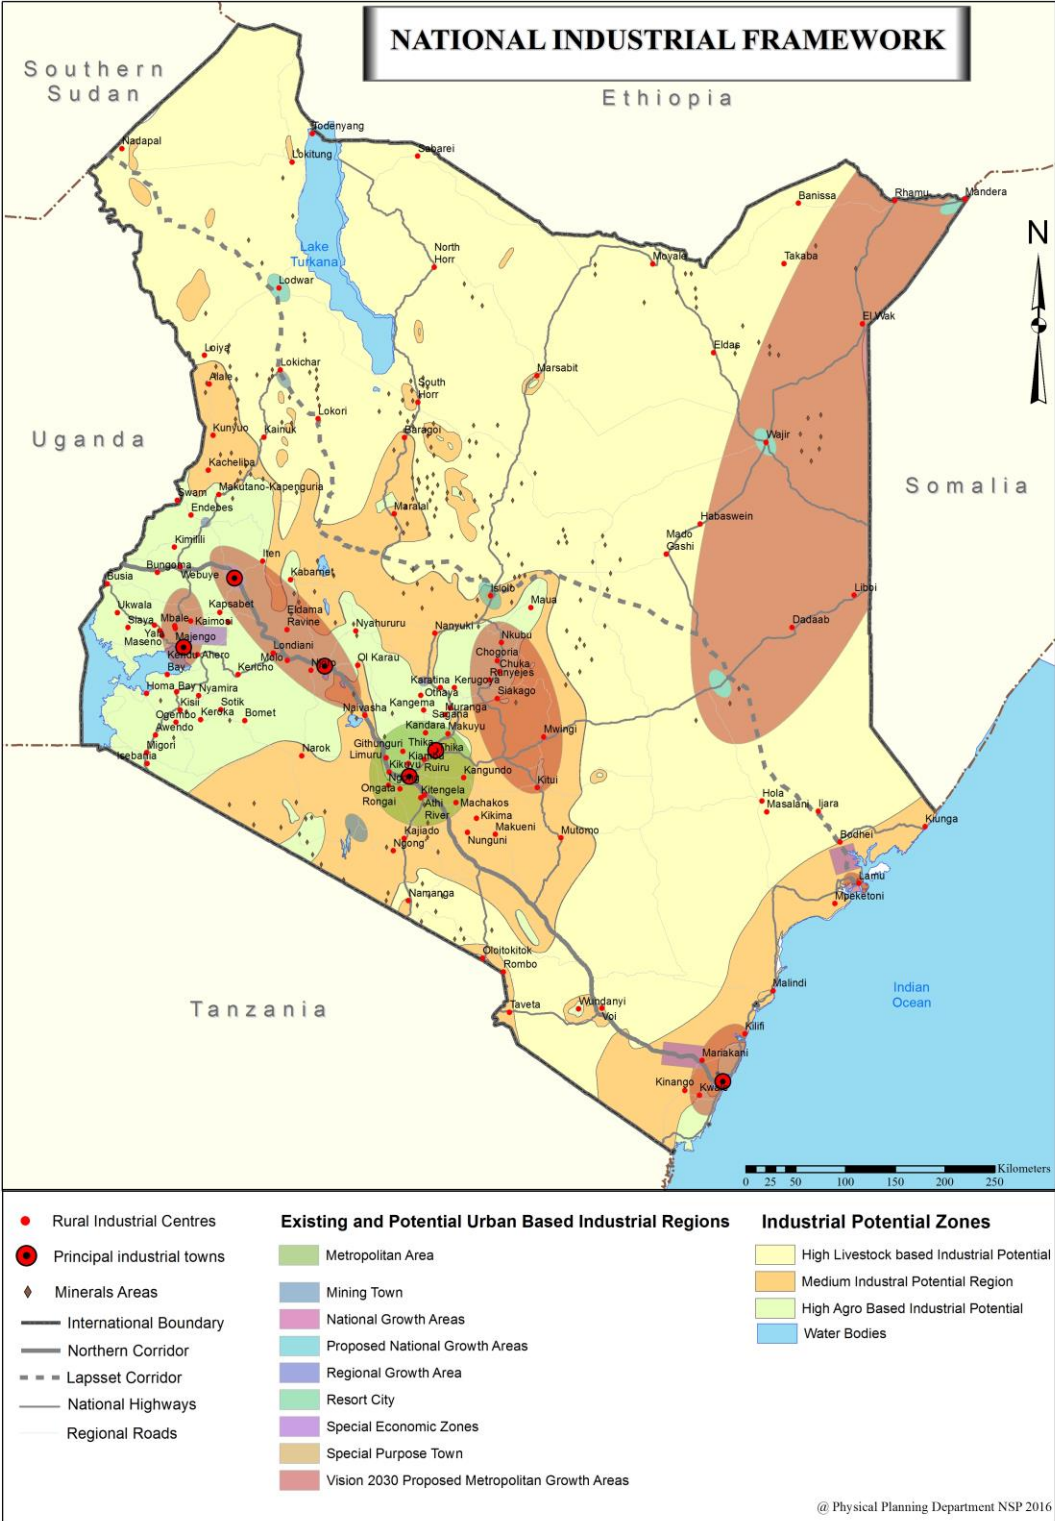 NATIONAL INDUSTRIAL FRAMEWORK
Southern
Sudan
Ethiopia
Todenyang
Nadapal
Lokitung
Sabarei
Banissa
Rhamu
Mandera
N
Lake
Turkana
North
Horr
Moyale
Takaba
Lodwar
El Wak
Loiya
Eldas
Alale
Lokichar
Marsabit
South
Horr
Lokori
Uganda
Kunyuo
Kainuk
Baragoi
Wajir
Kacheliba
Somalia
Swam
Makutano-Kapenguria
Endebes
Maralal
Habaswein
Kimilili
Mado
Gashi
Iten
Bungoma
Webuye
Busia
Kabarnet
Isiolo
Liboi
Maua
Ukwala
Kapsabet
Eldama
Ravine
Siaya
Mbale
Kaimosi
Dadaab
Yala
Nyahururu
Nanyuki
Maseno
Majengo
Nkubu
Londiani
Chogoria
Kendu
Ahero
Molo
Ol Karau
Chuka
Bay
Kericho
Karatina
Kerugoya
Runyejes
Homa Bay
Nyamira
Othaya
Siakago
Kisii
Sotik
Kangema
Muranga
Ogembo
Keroka
Bomet
Naivasha
Sagana
Awendo
Kandara
Makuyu
Mwingi
Migori
Narok
Githunguri
Thika
Thika
Isebania
Limuru
Kiambu
Kikuyu
Ruiru
Kangundo
Kitui
Ongata
Rongai
Kitengela
Athi
River
Machakos
Hola
Masalani
Ijara
Kikima
Makueni
Kiunga
Kajiado
Nunguni
Mutomo
Bodhei
Ngong
Lamu
Namanga
Mpeketoni
Oloitokitok
Rombo
Malindi
Indian
Ocean
Tanzania
Taveta
Wundanyi
Voi
Kilifi
Mariakani
Kinango
Kwale
Kilometers
0 25 50 100 150 200 250
Rural Industrial Centres
Principal industrial towns
Minerals Areas
International Boundary
Northern Corridor
Lapsset Corridor
National Highways
Regional Roads
Existing and Potential Urban Based Industrial Regions
Metropolitan Area
Mining Town
National Growth Areas
Proposed National Growth Areas
Regional Growth Area
Resort City
Special Economic Zones
Special Purpose Town
Vision 2030 Proposed Metropolitan Growth Areas
Industrial Potential Zones
High Livestock based Industrial Potential
Medium Industral Potential Region
High Agro Based Industrial Potential
Water Bodies
@ Physical Planning Department NSP 2016